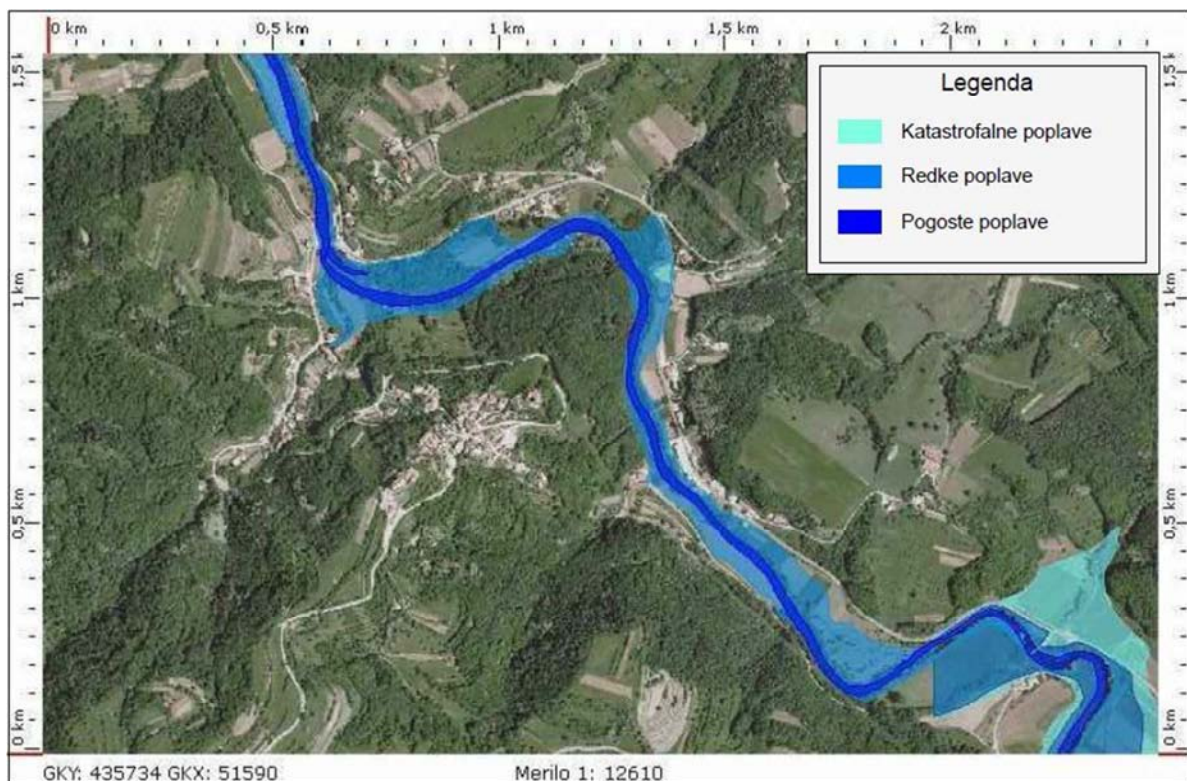 0 km 0,5 km 1 km 1,5 km 2 km
1,5 k
1,5 k
Legenda
Katastrofalne poplave
Redke poplave
Pogoste poplave
1 km
1 km
0,5 km
0,5 km
0 km
0 km
GKY: 435734 GKX: 51590 Merilo 1: 12610